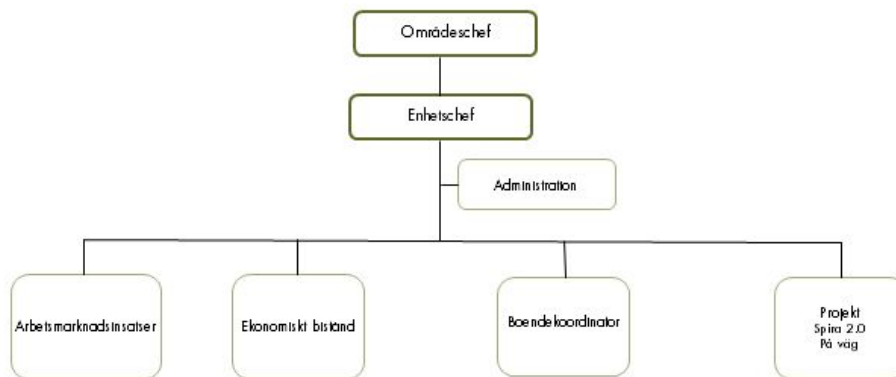 Områdeschef
Enhetschef
Administration
Arbetsmarknadsinsatser
Ekonomiskt bistånd
Boendekoordinator
Projekt
Spira 2.0
På väg